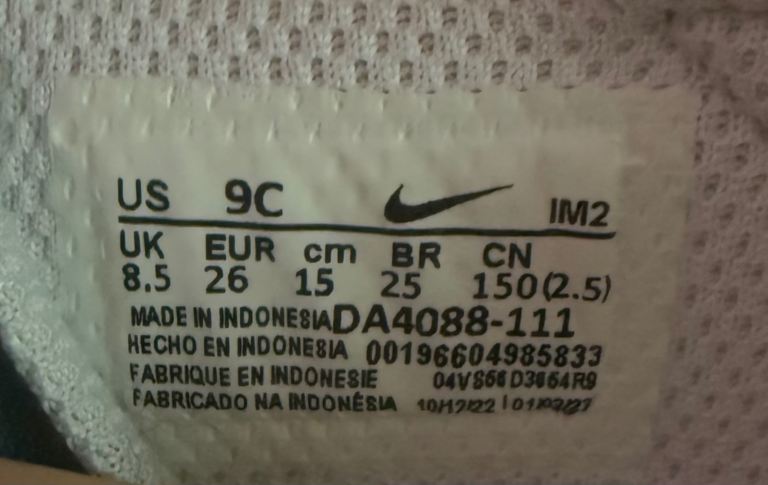 US 9C IM2
UK EUR cm BR CN
8.5 26 15 25 150(2.5)
MADE IN INDONESIA DA4088-111
HECHO EN INDONESIA 00196604985833
FABRIQUE EN INDONESIE
FABRICADO NA INDONÉSIA